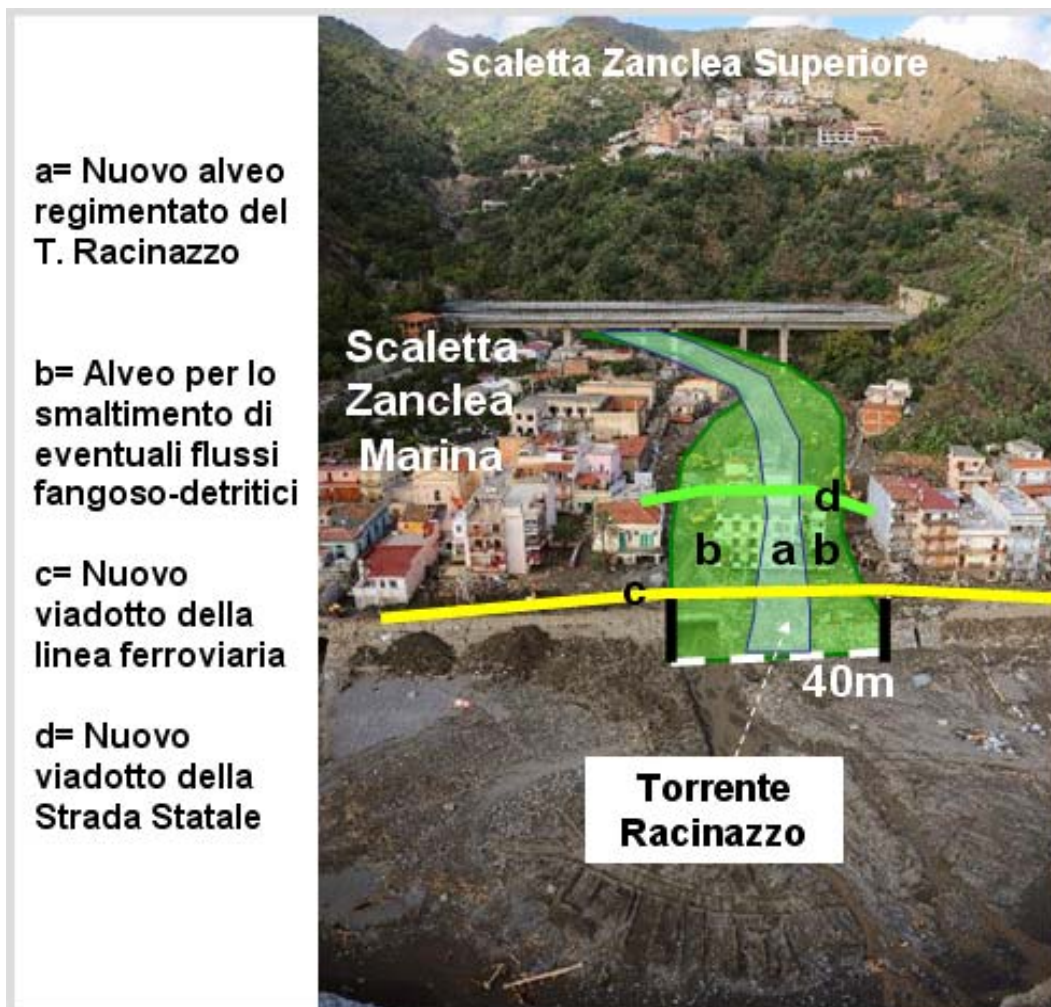 Scaletta Zanclea Superiore
a= Nuovo alveo
regimentato del
T. Racinazzo
b= Alveo per lo
smaltimento di
eventuali flussi
fangoso-detritici
c= Nuovo
viadotto della
linea ferroviaria
d= Nuovo
viadotto della
Strada Statale
Scaletta
Zanclea
Marina
d
b
a
b
c
40m
Torrente
Racinazzo